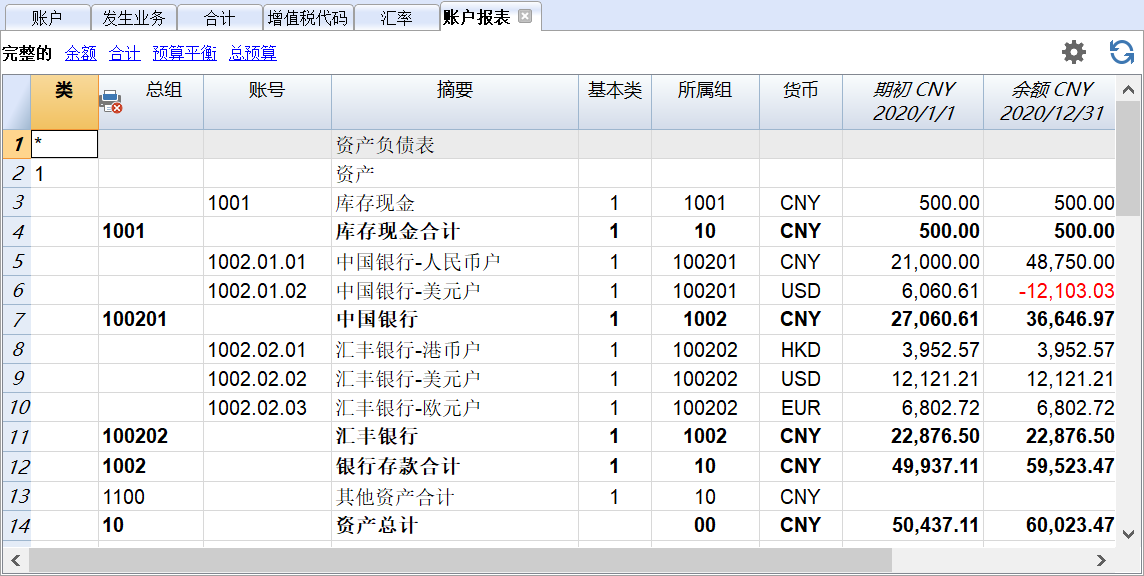 账户 发生业务 合计 增值税代码 汇率 账户报表
完整的 余额 合计 预算平衡 总预算
类 总组 账号 摘要 基本类 所属组 货币 期初 CNY 余额 CNY
2020/1/1 2020/12/31
1 * 资产负债表
2 1 资产
3 1001 库存现金 1 1001 CNY 500.00 500.00
4 1001 库存现金合计 1 10 CNY 500.00 500.00
5 1002.01.01 中国银行-人民币户 1 100201 CNY 21,000.00 48,750.00
6 1002.01.02 中国银行-美元户 1 100201 USD 6,060.61 -12,103.03
7 100201 中国银行 1 1002 CNY 27,060.61 36,646.97
8 1002.02.01 汇丰银行-港币户 1 100202 HKD 3,952.57 3,952.57
9 1002.02.02 汇丰银行-美元户 1 100202 USD 12,121.21 12,121.21
10 1002.02.03 汇丰银行-欧元户 1 100202 EUR 6,802.72 6,802.72
11 100202 汇丰银行 1 1002 CNY 22,876.50 22,876.50
12 1002 银行存款合计 1 10 CNY 49,937.11 59,523.47
13 1100 其他资产合计 1 10 CNY
14 10 资产总计 00 CNY 50,437.11 60,023.47